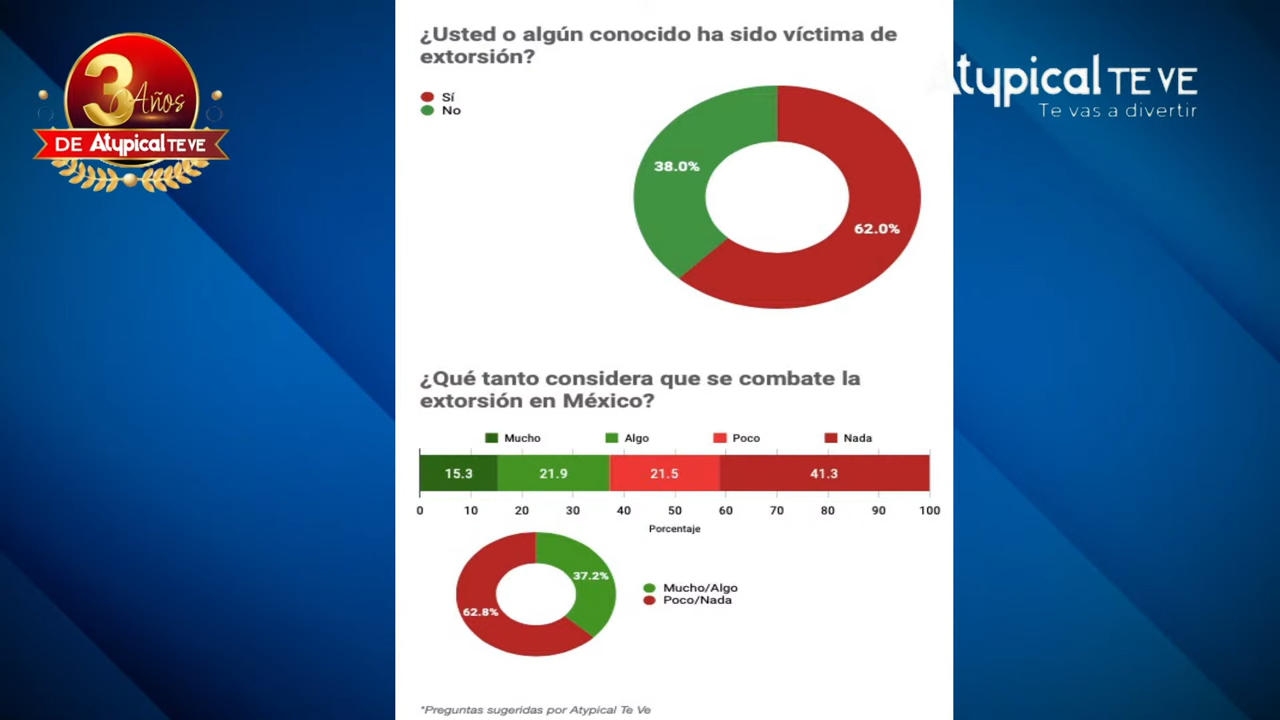 3 Años
DE Atypical TE VE
Atypical TE VE
Te vas a divertir
¿Usted o algún conocido ha sido víctima de
extorsión?
Sí
No
38.0%
62.0%
¿Qué tanto considera que se combate la
extorsión en México?
Mucho Algo Poco Nada
15.3 21.9 21.5 41.3
0 10 20 30 40 50 60 70 80 90 100
Porcentaje
37.2%
62.8%
Mucho/Algo
Poco/Nada
*Preguntas sugeridas por Atypical Te Ve